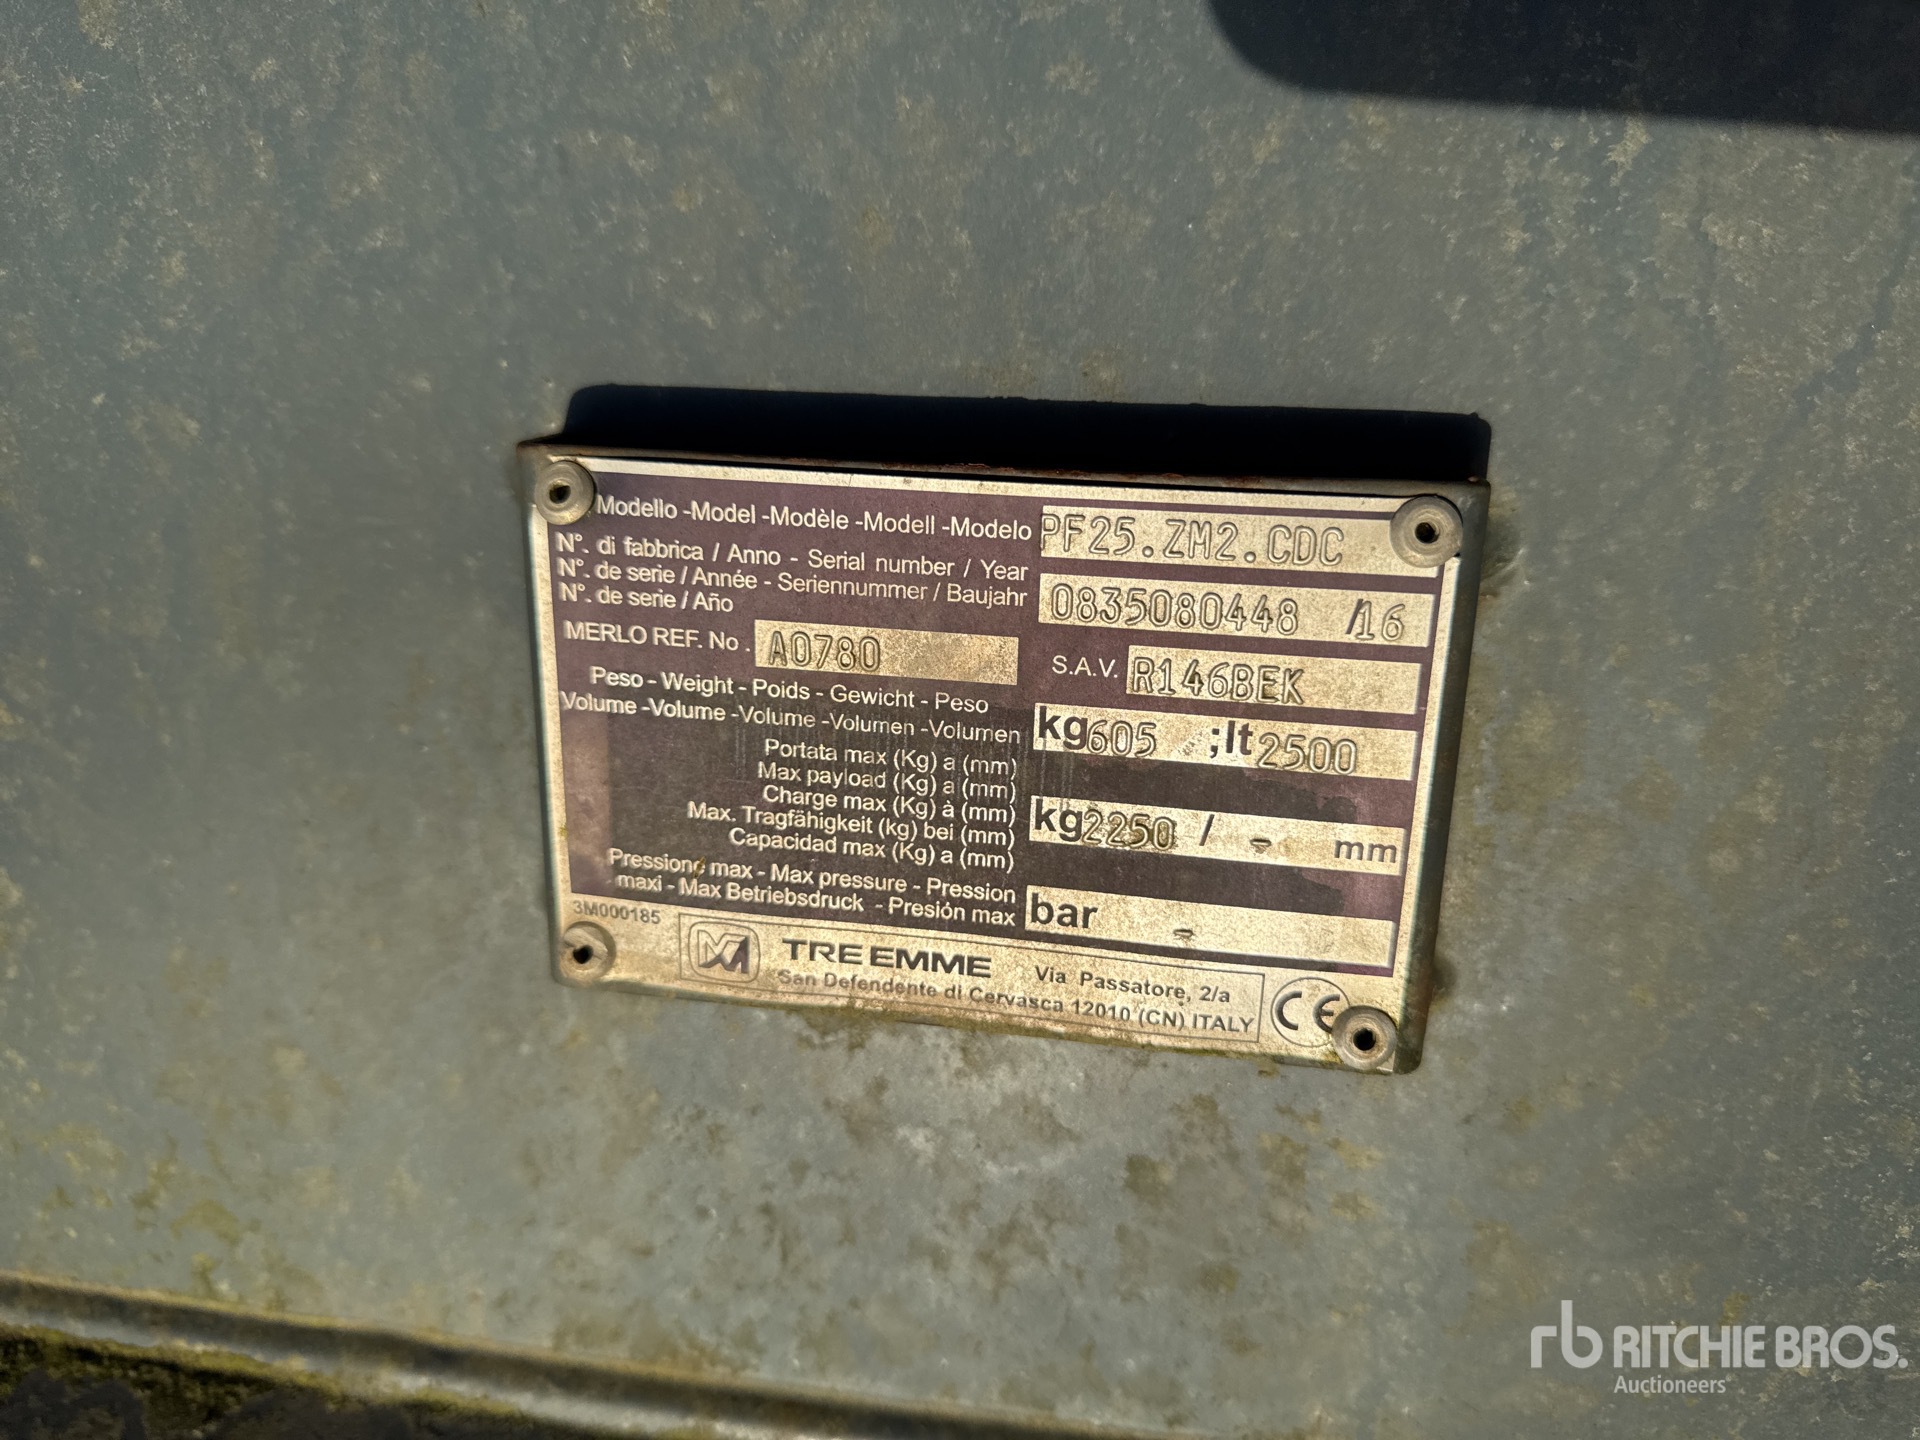 Modello -Model -Modèle -Modell -Modelo PF25.ZM2.CDC
N°. di fabbrica / Anno - Serial number / Year
N°. de serie / Année - Seriennummer / Baujahr 0835080448 /16
N°. de serie / Año
MERLO REF. No. A0780 S.A.V. R146BEK
Peso - Weight - Poids - Gewicht - Peso
Volume -Volume -Volume -Volumen -Volumen kg605 ;lt2500
Portata max (Kg) a (mm)
Max payload (Kg) a (mm)
Charge max (Kg) à (mm) kg2250 / - mm
Max. Tragfähigkeit (kg) bei (mm)
Capacidad max (Kg) a (mm)
Pressione max - Max pressure - Pression
maxi - Max Betriebsdruck - Presión max bar -
3M000185
TRE EMME Via Passatore, 2/a
San Defendente di Cervasca 12010 (CN) ITALY CE
rb RITCHIE BROS.
Auctioneers